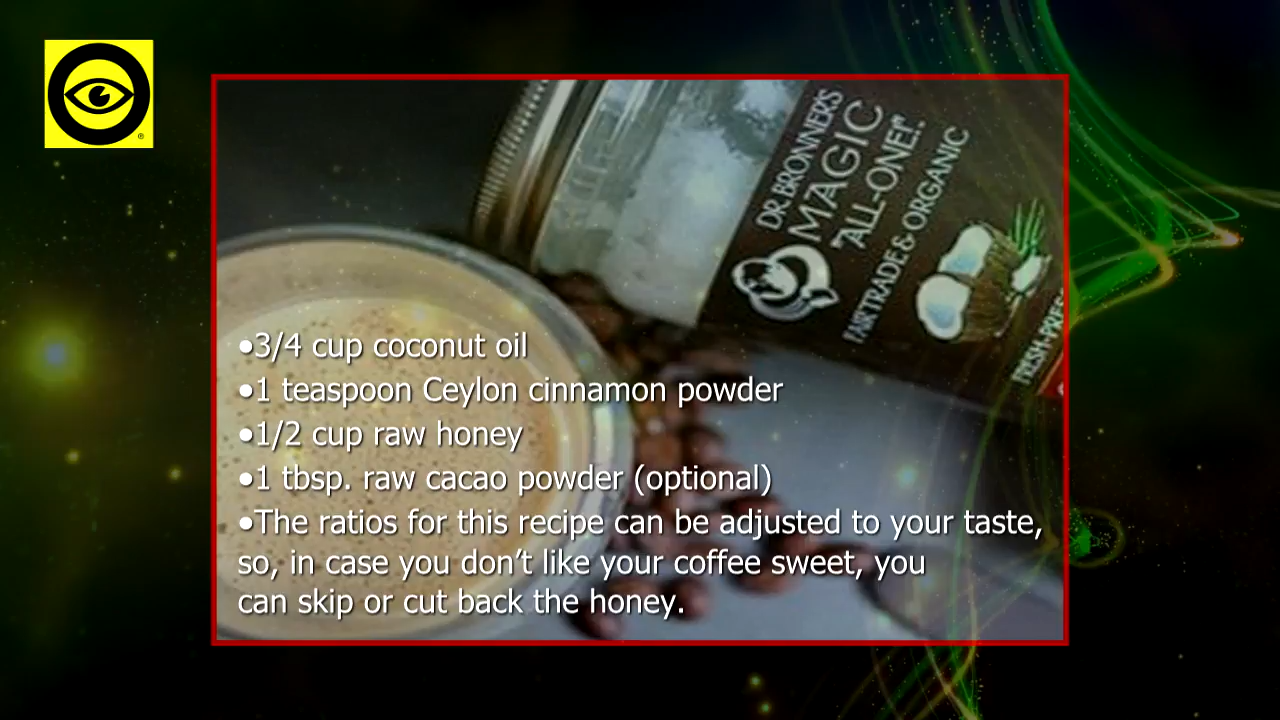 DR. BRONNER'S
MAGIC
"ALL-ONE!"
FAIR TRADE & ORGANIC
®
•3/4 cup coconut oil
•1 teaspoon Ceylon cinnamon powder
•1/2 cup raw honey
•1 tbsp. raw cacao powder (optional)
•The ratios for this recipe can be adjusted to your taste,
so, in case you don’t like your coffee sweet, you
can skip or cut back the honey.